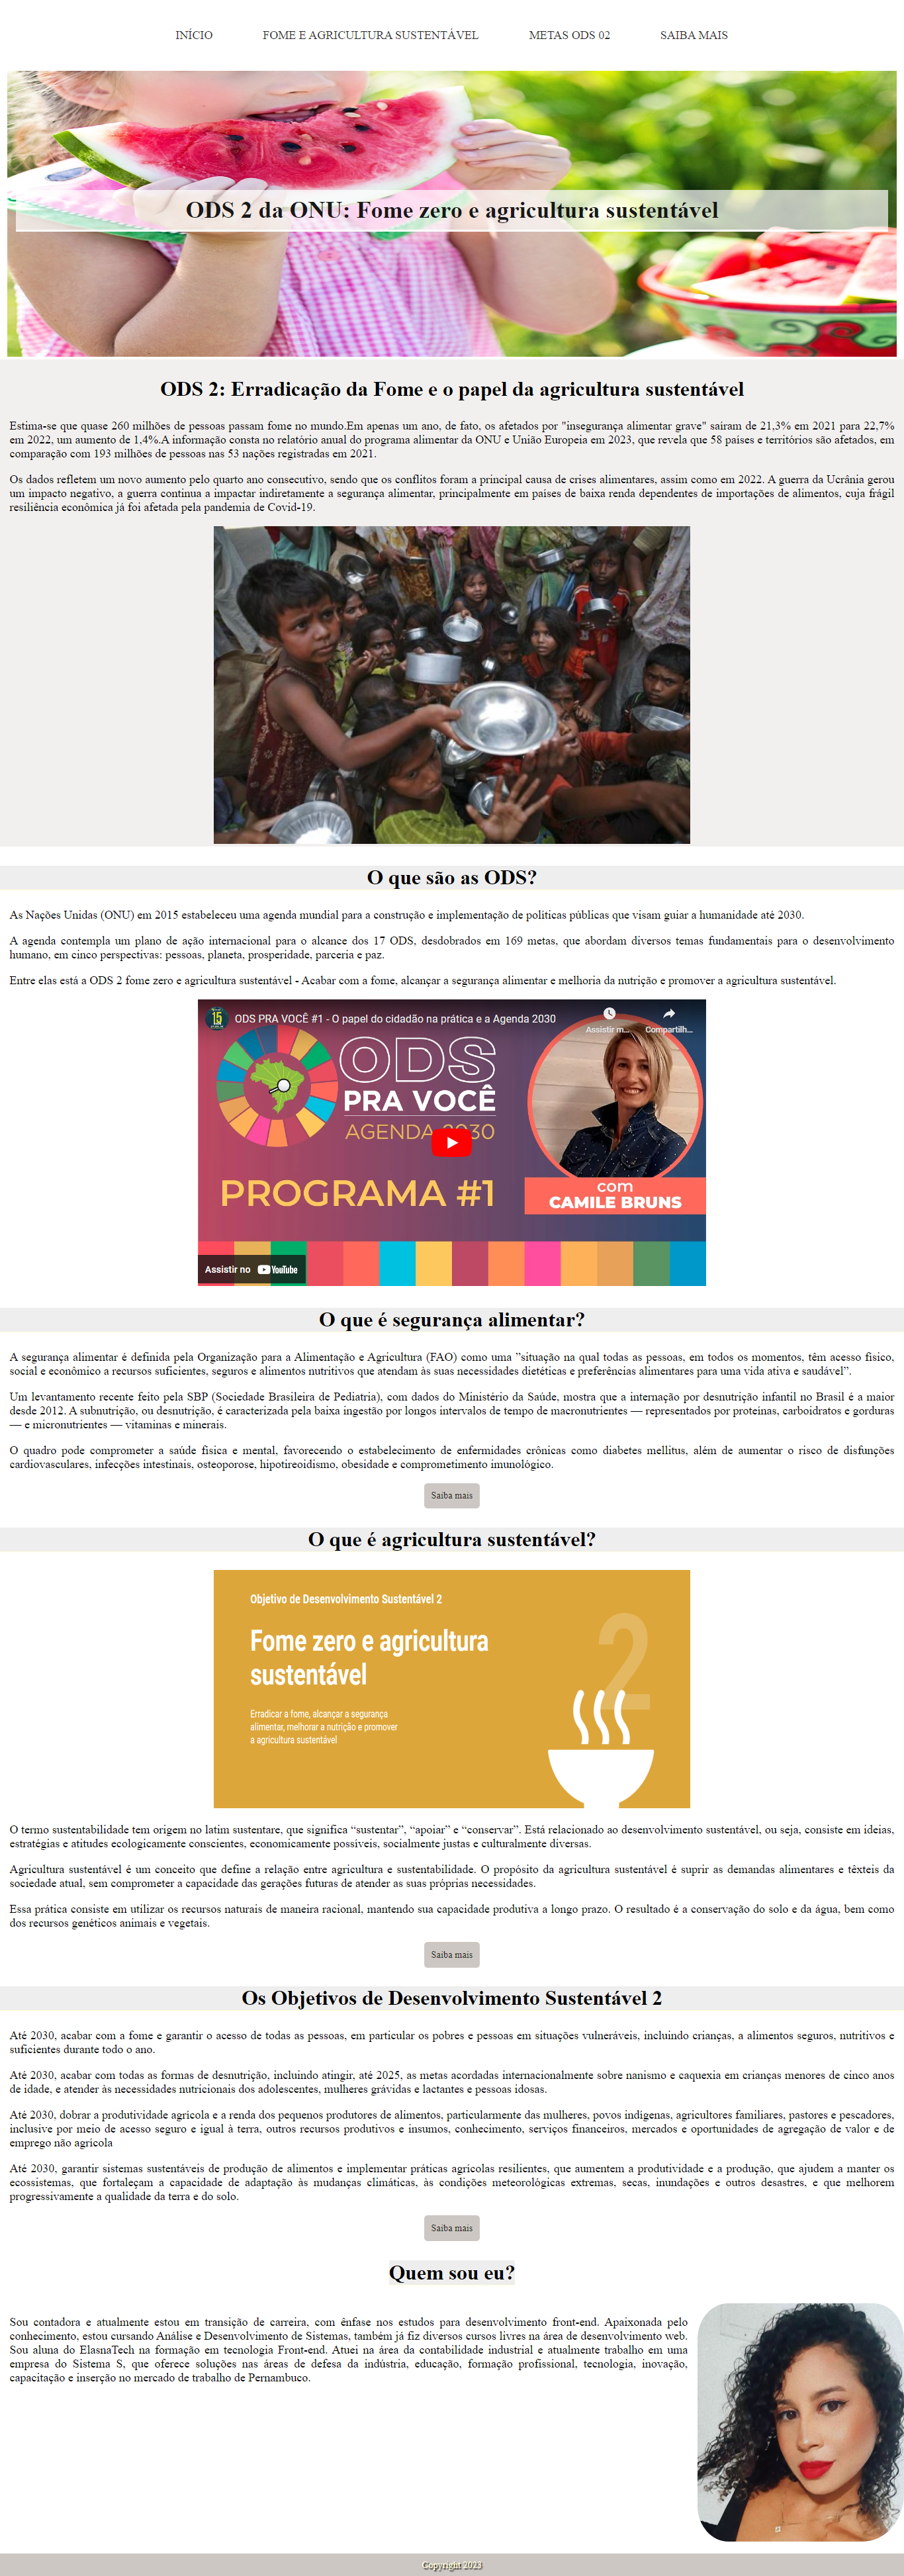 INÍCIO FOME E AGRICULTURA SUSTENTÁVEL METAS ODS 02 SAIBA MAIS
ODS 2 da ONU: Fome zero e agricultura sustentável
ODS 2: Erradicação da Fome e o papel da agricultura sustentável
Estima-se que quase 260 milhões de pessoas passam fome no mundo.Em apenas um ano, de fato, os afetados por "insegurança alimentar grave" saíram de 21,3% em 2021 para 22,7%
em 2022, um aumento de 1,4%.A informação consta no relatório anual do programa alimentar da ONU e União Europeia em 2023, que revela que 58 países e territórios são afetados, em
comparação com 193 milhões de pessoas nas 53 nações registradas em 2021.
Os dados refletem um novo aumento pelo quarto ano consecutivo, sendo que os conflitos foram a principal causa de crises alimentares, assim como em 2022. A guerra da Ucrânia gerou
um impacto negativo, a guerra continua a impactar indiretamente a segurança alimentar, principalmente em países de baixa renda dependentes de importações de alimentos, cuja frágil
resiliência econômica já foi afetada pela pandemia de Covid-19.
O que são as ODS?
As Nações Unidas (ONU) em 2015 estabeleceu uma agenda mundial para a construção e implementação de políticas públicas que visam guiar a humanidade até 2030.
A agenda contempla um plano de ação internacional para o alcance dos 17 ODS, desdobrados em 169 metas, que abordam diversos temas fundamentais para o desenvolvimento
humano, em cinco perspectivas: pessoas, planeta, prosperidade, parceria e paz.
Entre elas está a ODS 2 fome zero e agricultura sustentável - Acabar com a fome, alcançar a segurança alimentar e melhoria da nutrição e promover a agricultura sustentável.
15
ODS PRA VOCÊ #1 - O papel do cidadão na prática e a Agenda 2030
Assistir m... Compartilh...
ODS
PRA VOCÊ
AGENDA 2030
PROGRAMA #1
com
CAMILE BRUNS
Assistir no YouTube
O que é segurança alimentar?
A segurança alimentar é definida pela Organização para a Alimentação e Agricultura (FAO) como uma ”situação na qual todas as pessoas, em todos os momentos, têm acesso físico,
social e econômico a recursos suficientes, seguros e alimentos nutritivos que atendam às suas necessidades dietéticas e preferências alimentares para uma vida ativa e saudável”.
Um levantamento recente feito pela SBP (Sociedade Brasileira de Pediatria), com dados do Ministério da Saúde, mostra que a internação por desnutrição infantil no Brasil é a maior
desde 2012. A subnutrição, ou desnutrição, é caracterizada pela baixa ingestão por longos intervalos de tempo de macronutrientes — representados por proteínas, carboidratos e gorduras
— e micronutrientes — vitaminas e minerais.
O quadro pode comprometer a saúde física e mental, favorecendo o estabelecimento de enfermidades crônicas como diabetes mellitus, além de aumentar o risco de disfunções
cardiovasculares, infecções intestinais, osteoporose, hipotireoidismo, obesidade e comprometimento imunológico.
Saiba mais
O que é agricultura sustentável?
Objetivo de Desenvolvimento Sustentável 2
2
Fome zero e agricultura
sustentável
Erradicar a fome, alcançar a segurança
alimentar, melhorar a nutrição e promover
a agricultura sustentável
O termo sustentabilidade tem origem no latim sustentare, que significa “sustentar”, “apoiar” e “conservar”. Está relacionado ao desenvolvimento sustentável, ou seja, consiste em ideias,
estratégias e atitudes ecologicamente conscientes, economicamente possíveis, socialmente justas e culturalmente diversas.
Agricultura sustentável é um conceito que define a relação entre agricultura e sustentabilidade. O propósito da agricultura sustentável é suprir as demandas alimentares e têxteis da
sociedade atual, sem comprometer a capacidade das gerações futuras de atender as suas próprias necessidades.
Essa prática consiste em utilizar os recursos naturais de maneira racional, mantendo sua capacidade produtiva a longo prazo. O resultado é a conservação do solo e da água, bem como
dos recursos genéticos animais e vegetais.
Saiba mais
Os Objetivos de Desenvolvimento Sustentável 2
Até 2030, acabar com a fome e garantir o acesso de todas as pessoas, em particular os pobres e pessoas em situações vulneráveis, incluindo crianças, a alimentos seguros, nutritivos e
suficientes durante todo o ano.
Até 2030, acabar com todas as formas de desnutrição, incluindo atingir, até 2025, as metas acordadas internacionalmente sobre nanismo e caquexia em crianças menores de cinco anos
de idade, e atender às necessidades nutricionais dos adolescentes, mulheres grávidas e lactantes e pessoas idosas.
Até 2030, dobrar a produtividade agrícola e a renda dos pequenos produtores de alimentos, particularmente das mulheres, povos indígenas, agricultores familiares, pastores e pescadores,
inclusive por meio de acesso seguro e igual à terra, outros recursos produtivos e insumos, conhecimento, serviços financeiros, mercados e oportunidades de agregação de valor e de
emprego não agrícola
Até 2030, garantir sistemas sustentáveis de produção de alimentos e implementar práticas agrícolas resilientes, que aumentem a produtividade e a produção, que ajudem a manter os
ecossistemas, que fortaleçam a capacidade de adaptação às mudanças climáticas, às condições meteorológicas extremas, secas, inundações e outros desastres, e que melhorem
progressivamente a qualidade da terra e do solo.
Saiba mais
Quem sou eu?
Sou contadora e atualmente estou em transição de carreira, com ênfase nos estudos para desenvolvimento front-end. Apaixonada pelo
conhecimento, estou cursando Análise e Desenvolvimento de Sistemas, também já fiz diversos cursos livres na área de desenvolvimento web.
Sou aluna do ElasnaTech na formação em tecnologia Front-end. Atuei na área da contabilidade industrial e atualmente trabalho em uma
empresa do Sistema S, que oferece soluções nas áreas de defesa da indústria, educação, formação profissional, tecnologia, inovação,
capacitação e inserção no mercado de trabalho de Pernambuco.
Copyright 2023